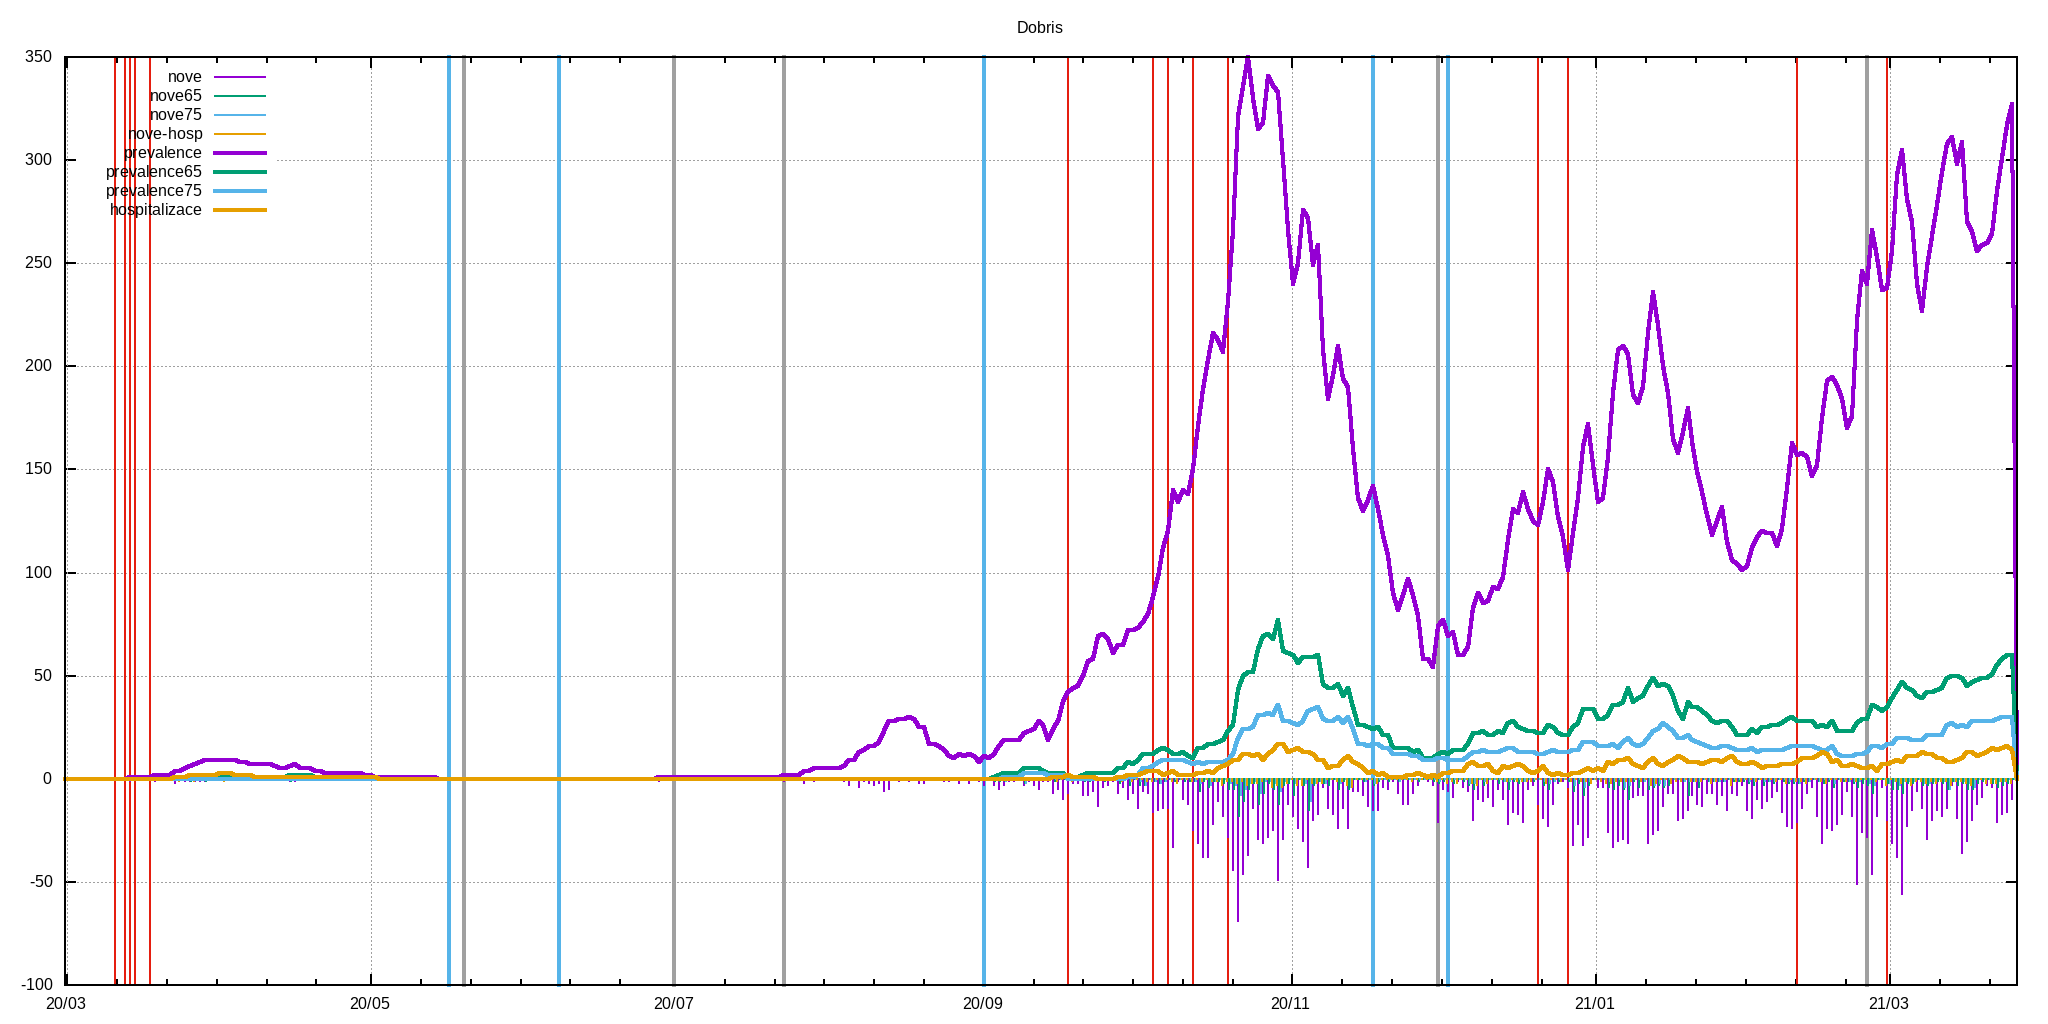 Dobris
350
300
250
200
150
100
50
0
-50
-100
nove
nove65
nove75
nove-hosp
prevalence
prevalence65
prevalence75
hospitalizace
20/03 20/05 20/07 20/09 20/11 21/01 21/03